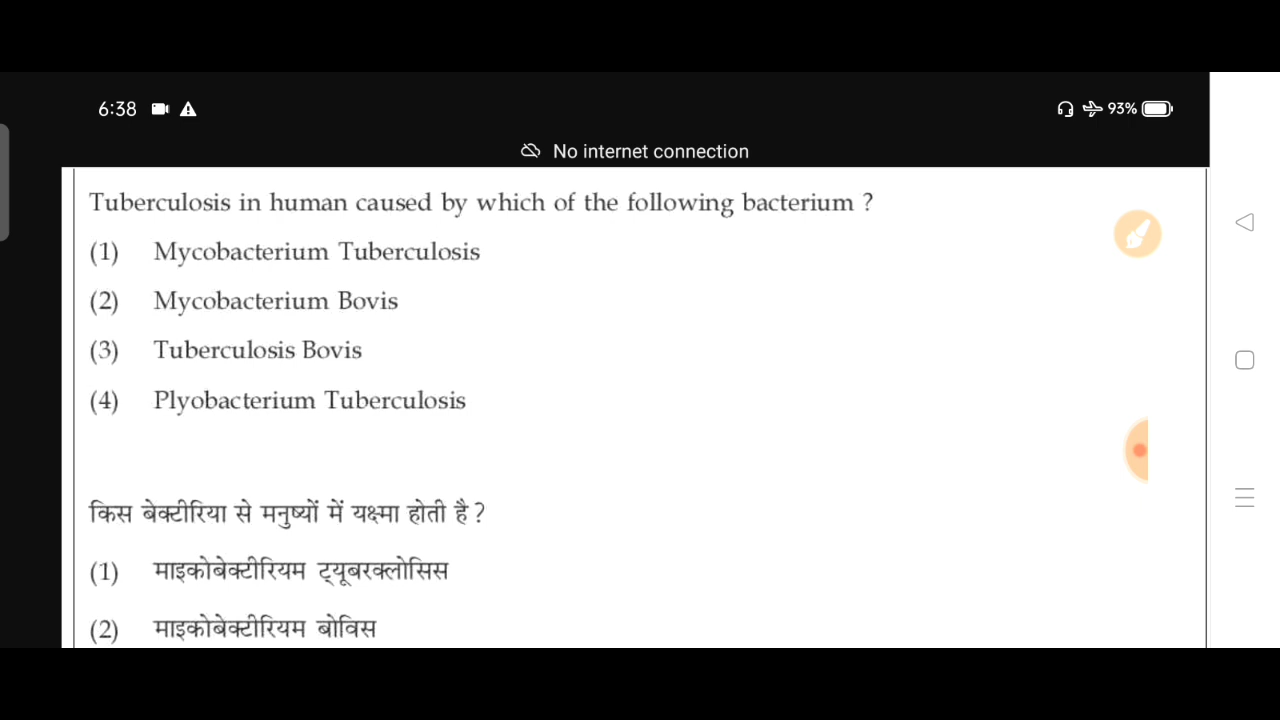 6:38
93%
No internet connection
Tuberculosis in human caused by which of the following bacterium ?
(1) Mycobacterium Tuberculosis
(2) Mycobacterium Bovis
(3) Tuberculosis Bovis
(4) Plyobacterium Tuberculosis
किस बेक्टीरिया से मनुष्यों में यक्ष्मा होती है ?
(1) माइकोबेक्टीरियम ट्यूबरक्लोसिस
(2) माइकोबेक्टीरियम बोविस